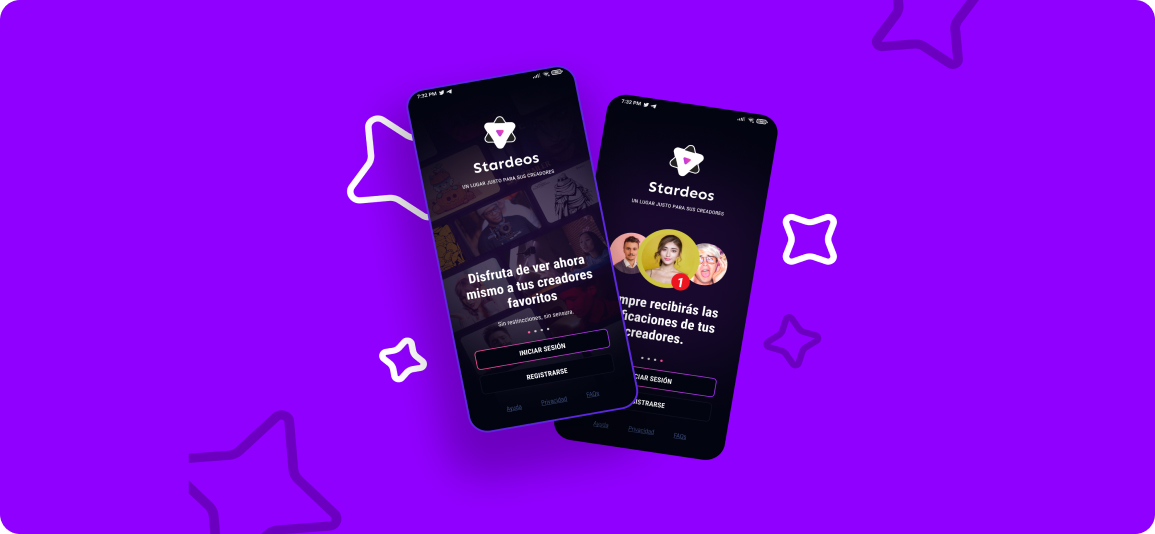 7:32 PM
Stardeos
UN LUGAR JUSTO PARA SUS CREADORES
Disfruta de ver ahora
mismo a tus creadores
favoritos
Sin restricciones, sin sensura.
INICIAR SESIÓN
REGISTRARSE
Ayuda Privacidad FAQs
7:32 PM
Stardeos
UN LUGAR JUSTO PARA SUS CREADORES
1
mpre recibirás las
ficaciones de tus
creadores.
CIAR SESIÓN
GISTRARSE
Ayuda Privacidad FAQs